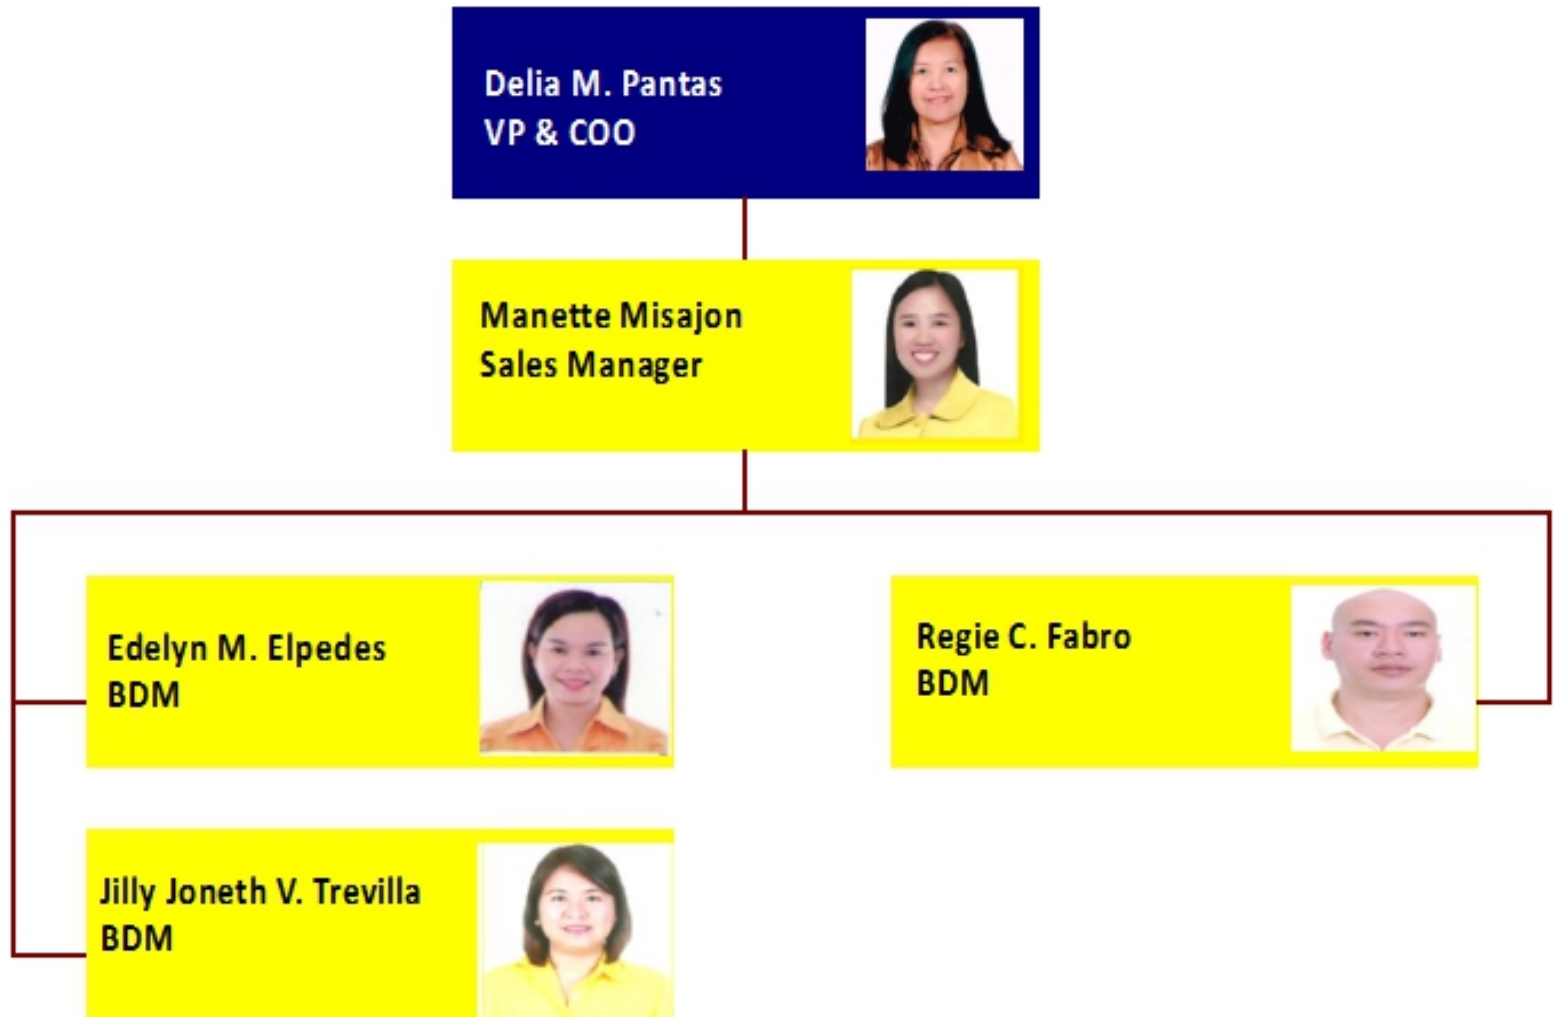 Delia M. Pantas
VP & COO
Manette Misajon
Sales Manager
Edelyn M. Elpedes
BDM
Regie C. Fabro
BDM
Jilly Joneth V. Trevilla
BDM